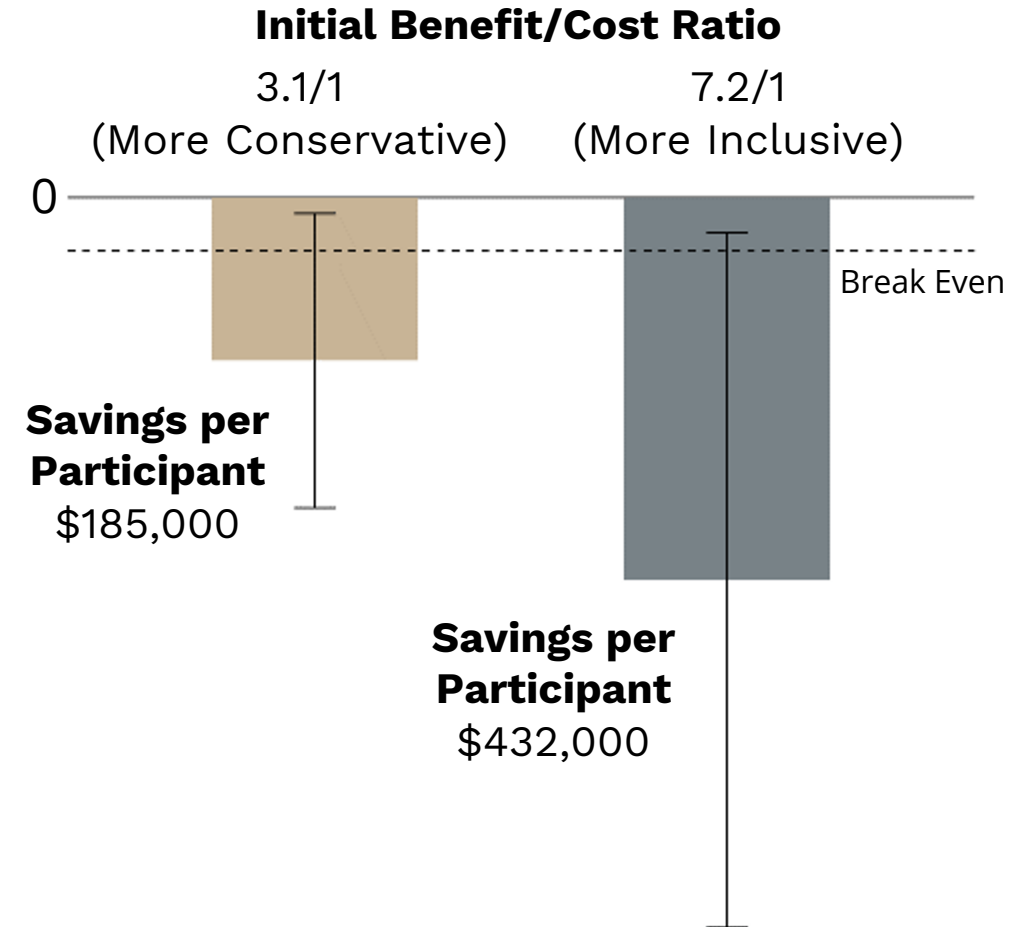 Initial Benefit/Cost Ratio
3.1/1
(More Conservative)
7.2/1
(More Inclusive)
0
Break Even
Savings per
Participant
$185,000
Savings per
Participant
$432,000